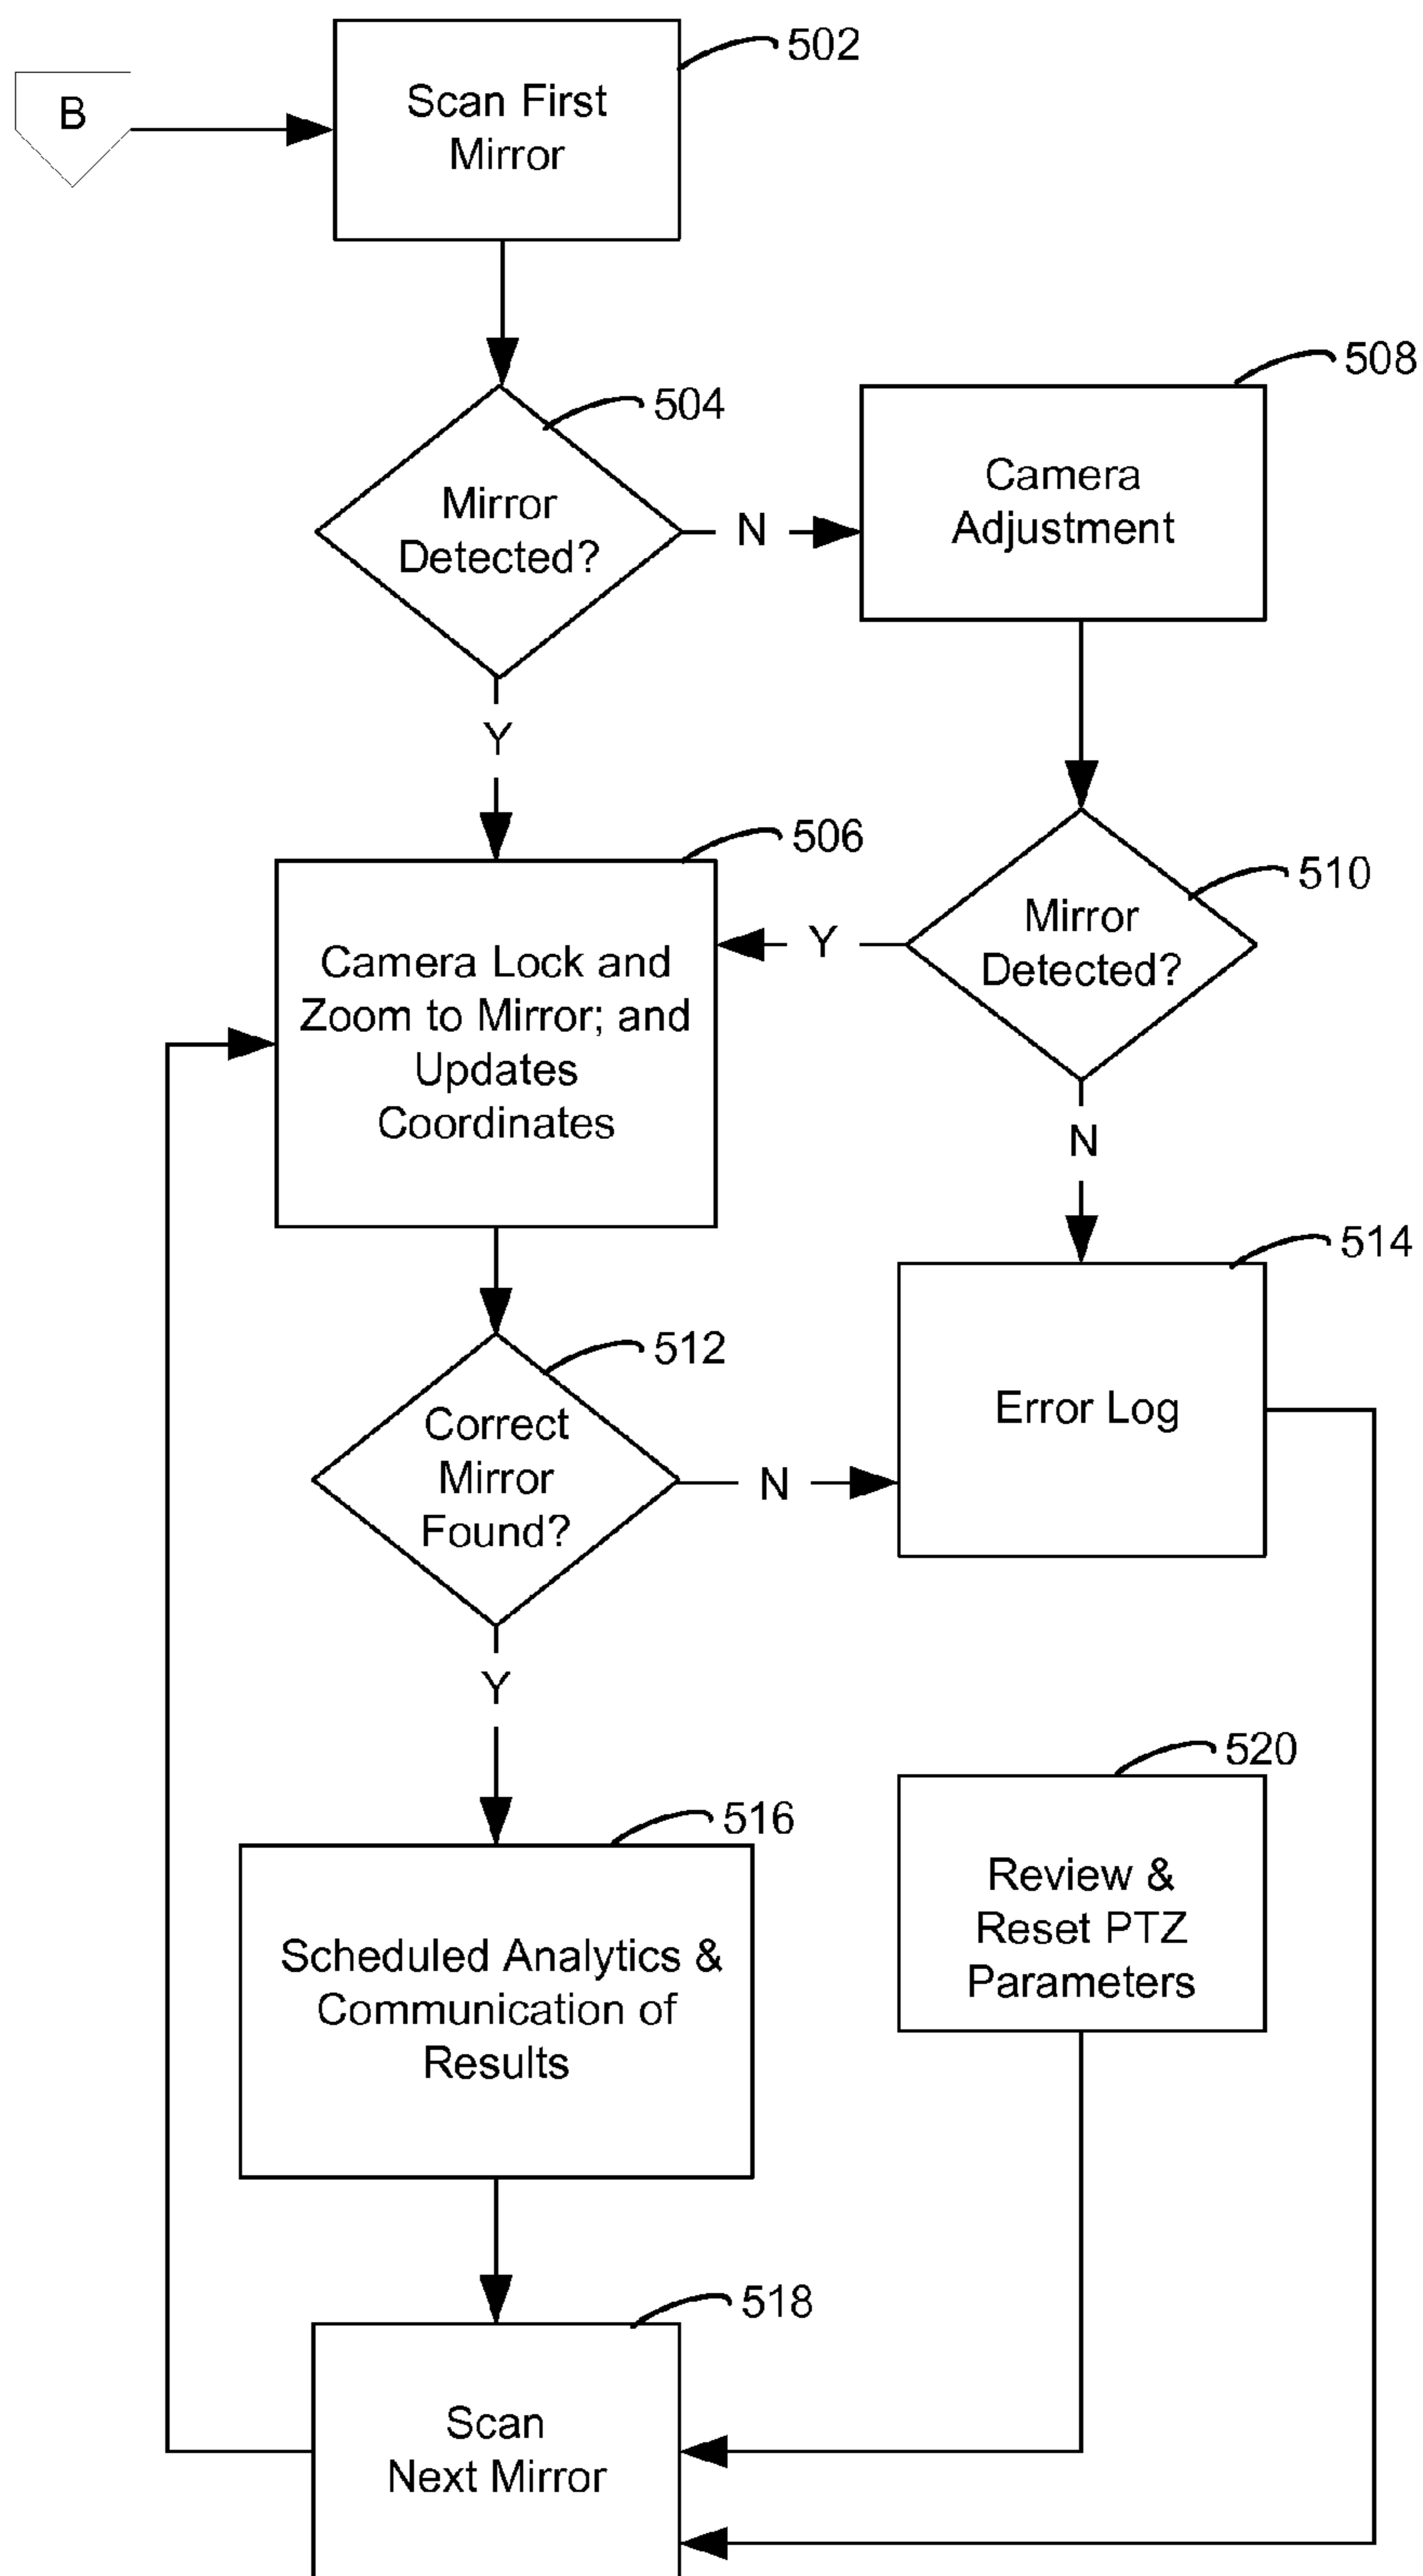 502
B
Scan First
Mirror
508
504
Camera
Adjustment
Mirror
Detected?
N
Y
506
510
Mirror
Detected?
Y
Camera Lock and
Zoom to Mirror; and
Updates
Coordinates
N
514
512
Error Log
Correct
Mirror
Found?
N
Y
520
516
Review &
Reset PTZ
Parameters
Scheduled Analytics &
Communication of
Results
518
Scan
Next Mirror